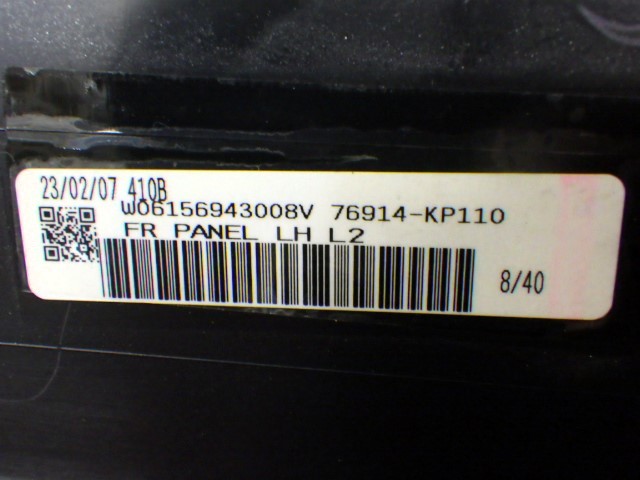 23/02/07 410B
W06156943008V 76914-KP110
FR PANEL LH L2
8/40